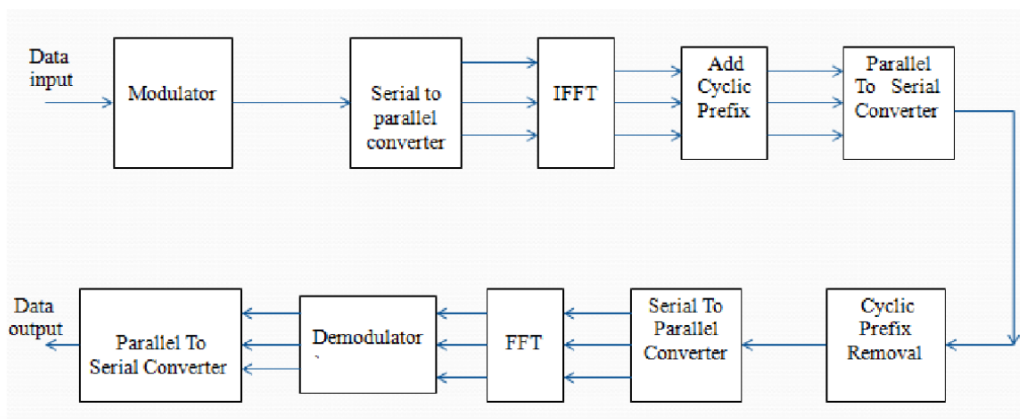 Data
input
Modulator
Serial to
parallel
converter
IFFT
Add
Cyclic
Prefix
Parallel
To Serial
Converter
Data
output
Parallel To
Serial Converter
Demodulator
FFT
Serial To
Parallel
Converter
Cyclic
Prefix
Removal